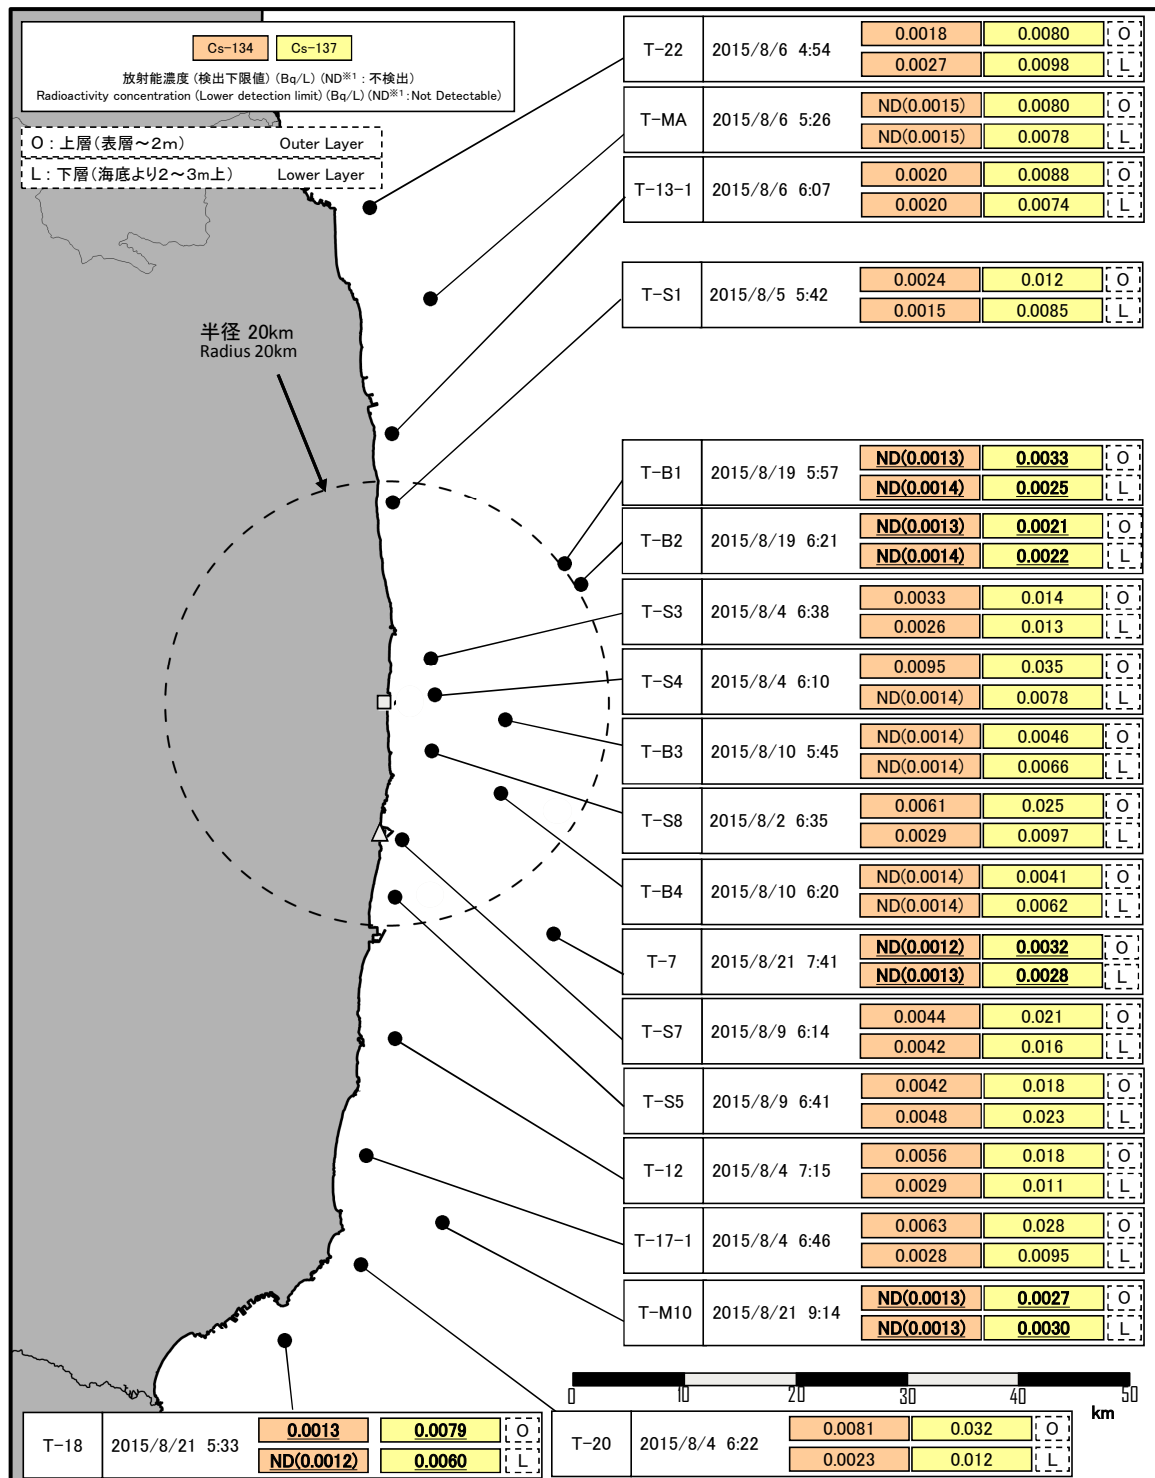 Cs-134 Cs-137
放射能濃度 (検出下限値) (Bq/L) (ND※1 : 不検出)
Radioactivity concentration (Lower detection limit) (Bq/L) (ND※1 : Not Detectable)
O : 上層(表層～2m) Outer Layer
L : 下層(海底より2～3m上) Lower Layer
半径 20km
Radius 20km
T-22 2015/8/6 4:54
0.0018 0.0080 O
0.0027 0.0098 L
T-MA 2015/8/6 5:26
ND(0.0015) 0.0080 O
ND(0.0015) 0.0078 L
T-13-1 2015/8/6 6:07
0.0020 0.0088 O
0.0020 0.0074 L
T-S1 2015/8/5 5:42
0.0024 0.012 O
0.0015 0.0085 L
T-B1 2015/8/19 5:57
ND(0.0013) 0.0033 O
ND(0.0014) 0.0025 L
T-B2 2015/8/19 6:21
ND(0.0013) 0.0021 O
ND(0.0014) 0.0022 L
T-S3 2015/8/4 6:38
0.0033 0.014 O
0.0026 0.013 L
T-S4 2015/8/4 6:10
0.0095 0.035 O
ND(0.0014) 0.0078 L
T-B3 2015/8/10 5:45
ND(0.0014) 0.0046 O
ND(0.0014) 0.0066 L
T-S8 2015/8/2 6:35
0.0061 0.025 O
0.0029 0.0097 L
T-B4 2015/8/10 6:20
ND(0.0014) 0.0041 O
ND(0.0014) 0.0062 L
T-7 2015/8/21 7:41
ND(0.0012) 0.0032 O
ND(0.0013) 0.0028 L
T-S7 2015/8/9 6:14
0.0044 0.021 O
0.0042 0.016 L
T-S5 2015/8/9 6:41
0.0042 0.018 O
0.0048 0.023 L
T-12 2015/8/4 7:15
0.0056 0.018 O
0.0029 0.011 L
T-17-1 2015/8/4 6:46
0.0063 0.028 O
0.0028 0.0095 L
T-M10 2015/8/21 9:14
ND(0.0013) 0.0027 O
ND(0.0013) 0.0030 L
0 10 20 30 40 50
km
T-18 2015/8/21 5:33
0.0013 0.0079 O
ND(0.0012) 0.0060 L
T-20 2015/8/4 6:22
0.0081 0.032 O
0.0023 0.012 L